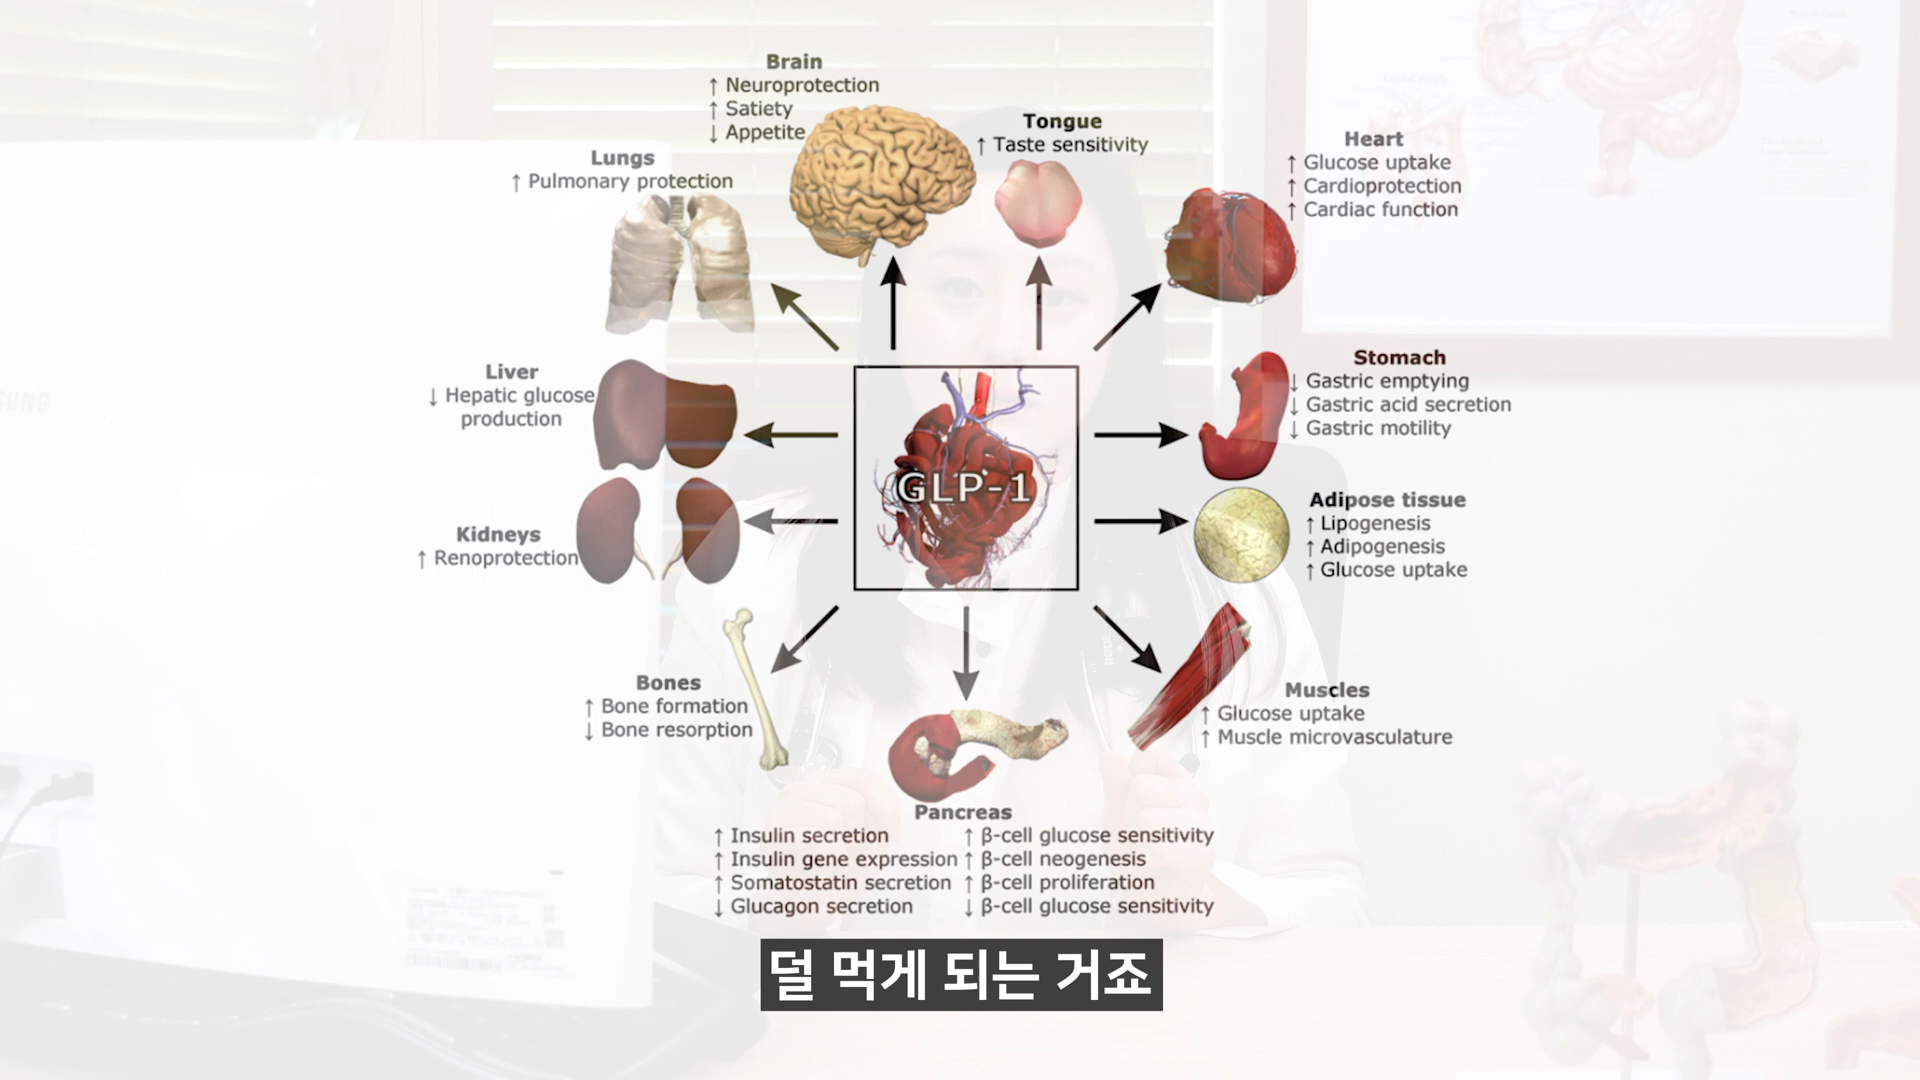 Brain
↑ Neuroprotection
↑ Satiety
↓ Appetite
Tongue
↑ Taste sensitivity
Heart
↑ Glucose uptake
↑ Cardioprotection
↑ Cardiac function
Lungs
↑ Pulmonary protection
Liver
↓ Hepatic glucose
production
Stomach
↓ Gastric emptying
↓ Gastric acid secretion
↓ Gastric motility
GLP-1
Kidneys
↑ Renoprotection
Adipose tissue
↑ Lipogenesis
↑ Adipogenesis
↑ Glucose uptake
Bones
↑ Bone formation
↓ Bone resorption
Muscles
↑ Glucose uptake
↑ Muscle microvasculature
Pancreas
↑ Insulin secretion
↑ Insulin gene expression
↑ Somatostatin secretion
↓ Glucagon secretion
↑ β-cell glucose sensitivity
↑ β-cell neogenesis
↑ β-cell proliferation
↓ β-cell glucose sensitivity
RODE
덜 먹게 되는 거죠